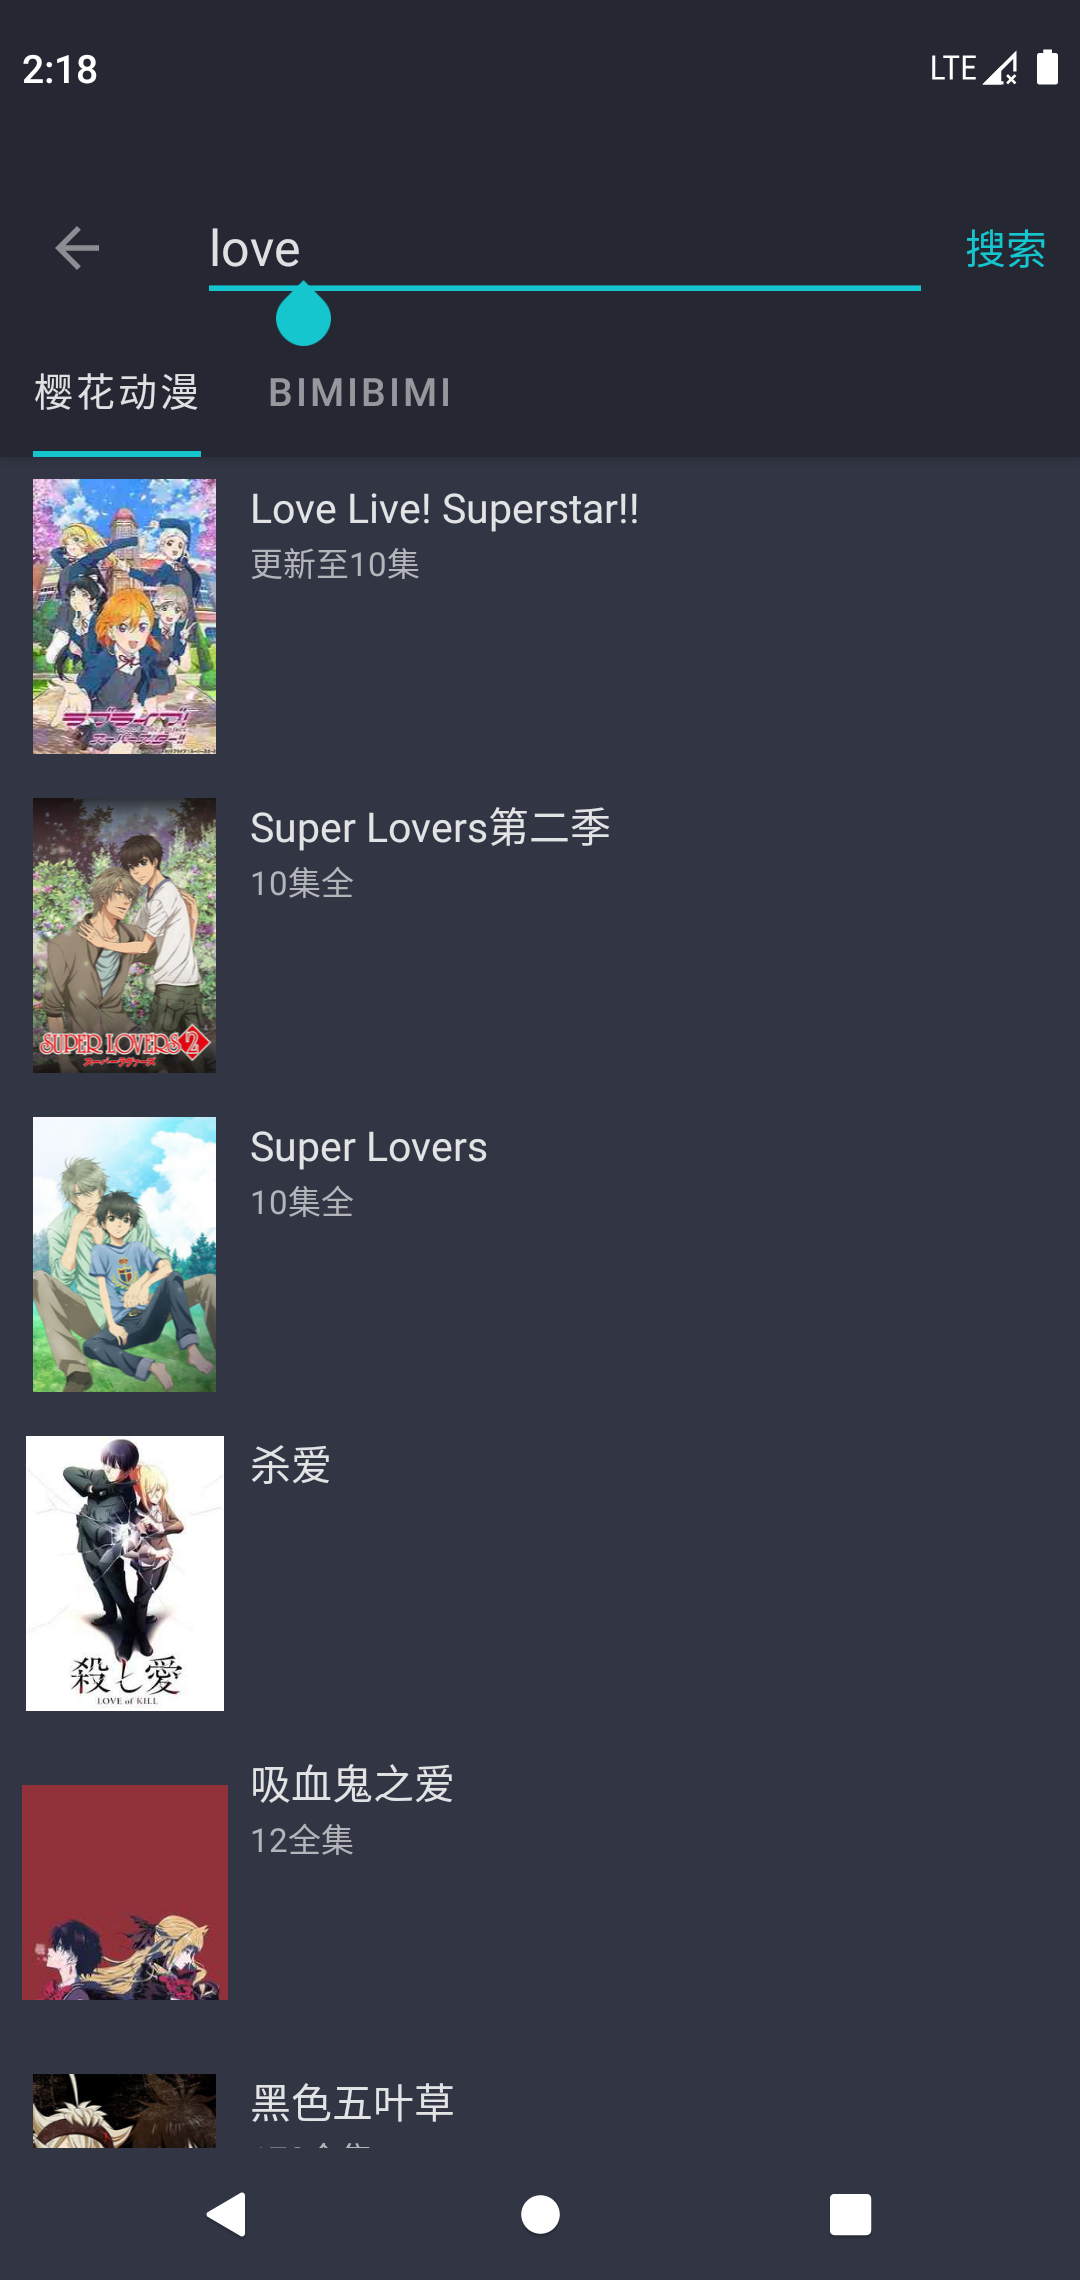 2:18
LTE
love
搜索
樱花动漫
BIMIBIMI
Love Live! Superstar!!
更新至10集
ラブライブ!
スーパースター!!
Super Lovers第二季
10集全
SUPER LOVERS 2
スーパーラヴァーズ
Super Lovers
10集全
杀爱
殺し愛
LOVE of KILL
吸血鬼之爱
12全集
黑色五叶草